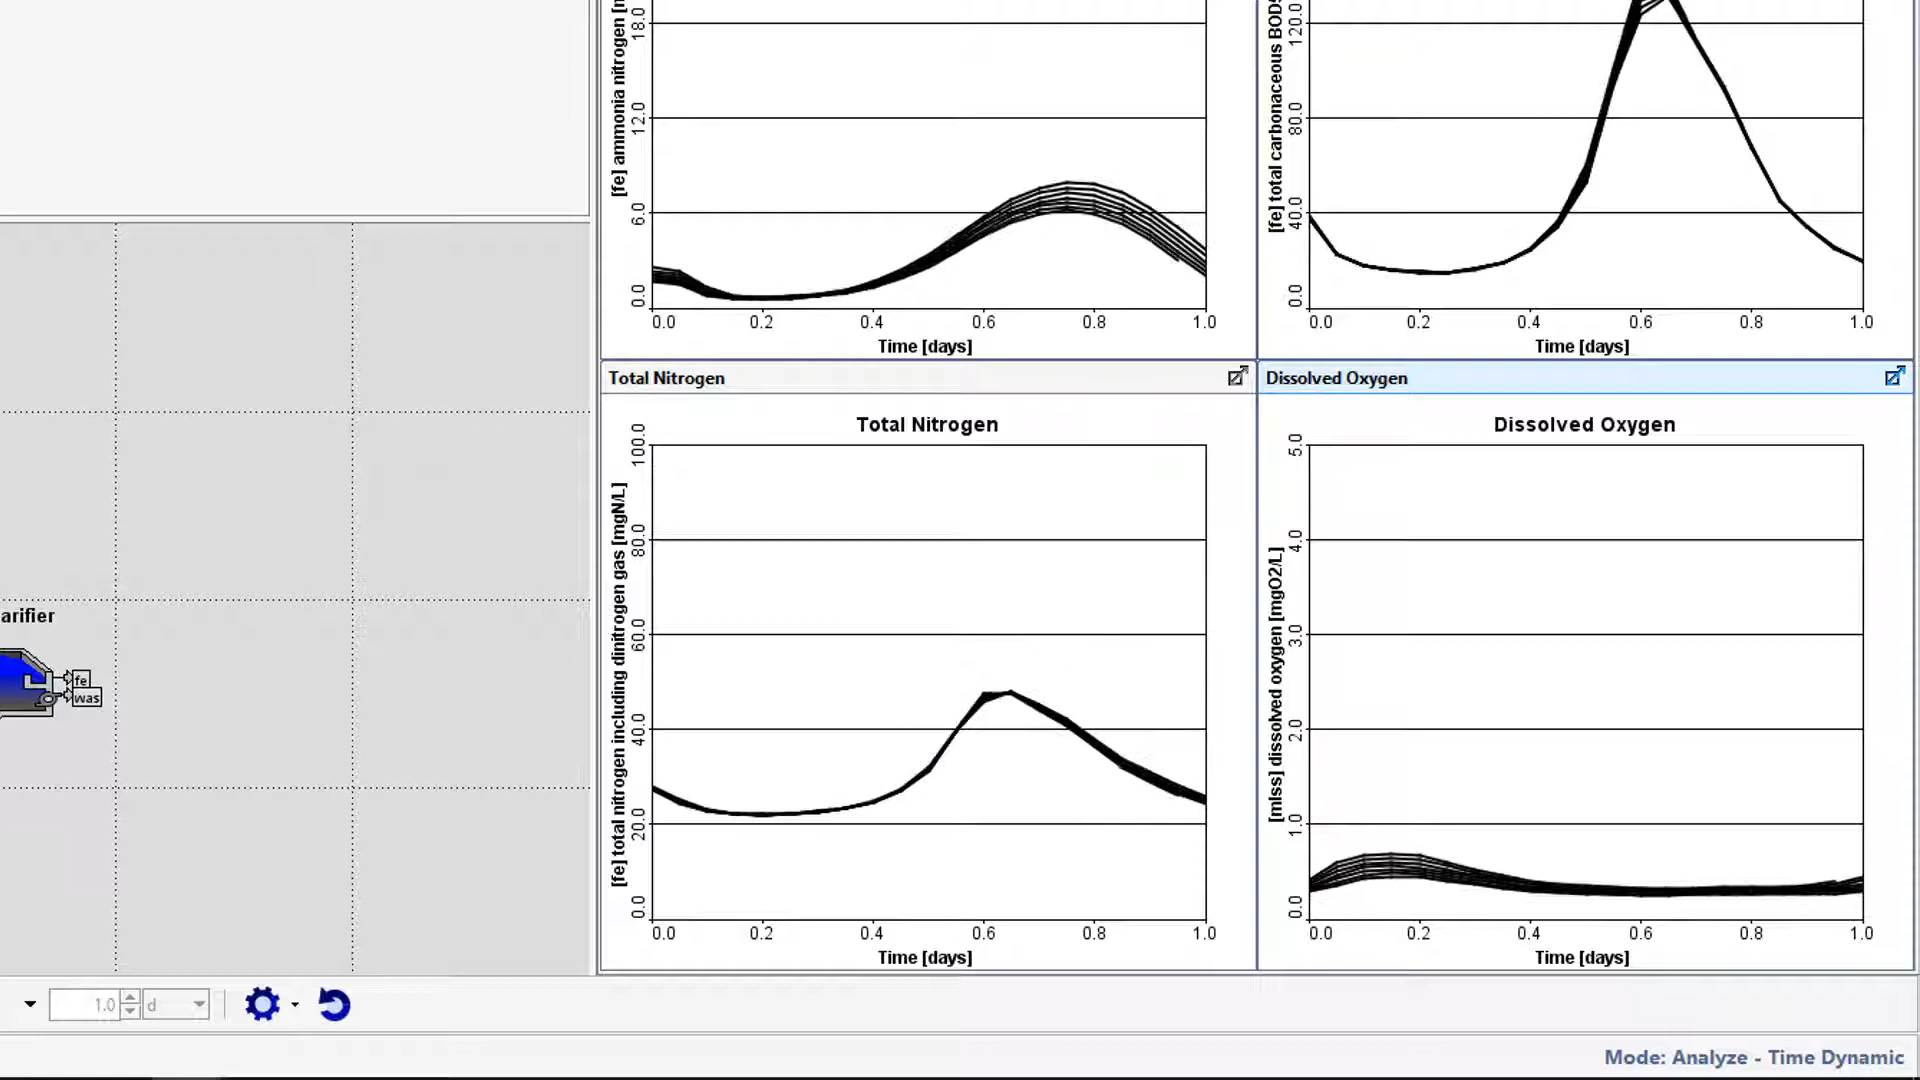 [fe] ammonia nitrogen
18.0
12.0
6.0
0.0
0.0 0.2 0.4 0.6 0.8 1.0
Time [days]
[fe] total carbonaceous BOD5
120.0
80.0
40.0
0.0
0.0 0.2 0.4 0.6 0.8 1.0
Time [days]
Total Nitrogen
Total Nitrogen
[fe] total nitrogen including dinitrogen gas [mgN/L]
100.0
80.0
60.0
40.0
20.0
0.0
0.0 0.2 0.4 0.6 0.8 1.0
Time [days]
Dissolved Oxygen
Dissolved Oxygen
[mlss] dissolved oxygen [mgO2/L]
5.0
4.0
3.0
2.0
1.0
0.0
0.0 0.2 0.4 0.6 0.8 1.0
Time [days]
arifier
fe
was
1.0 d
Mode: Analyze - Time Dynamic